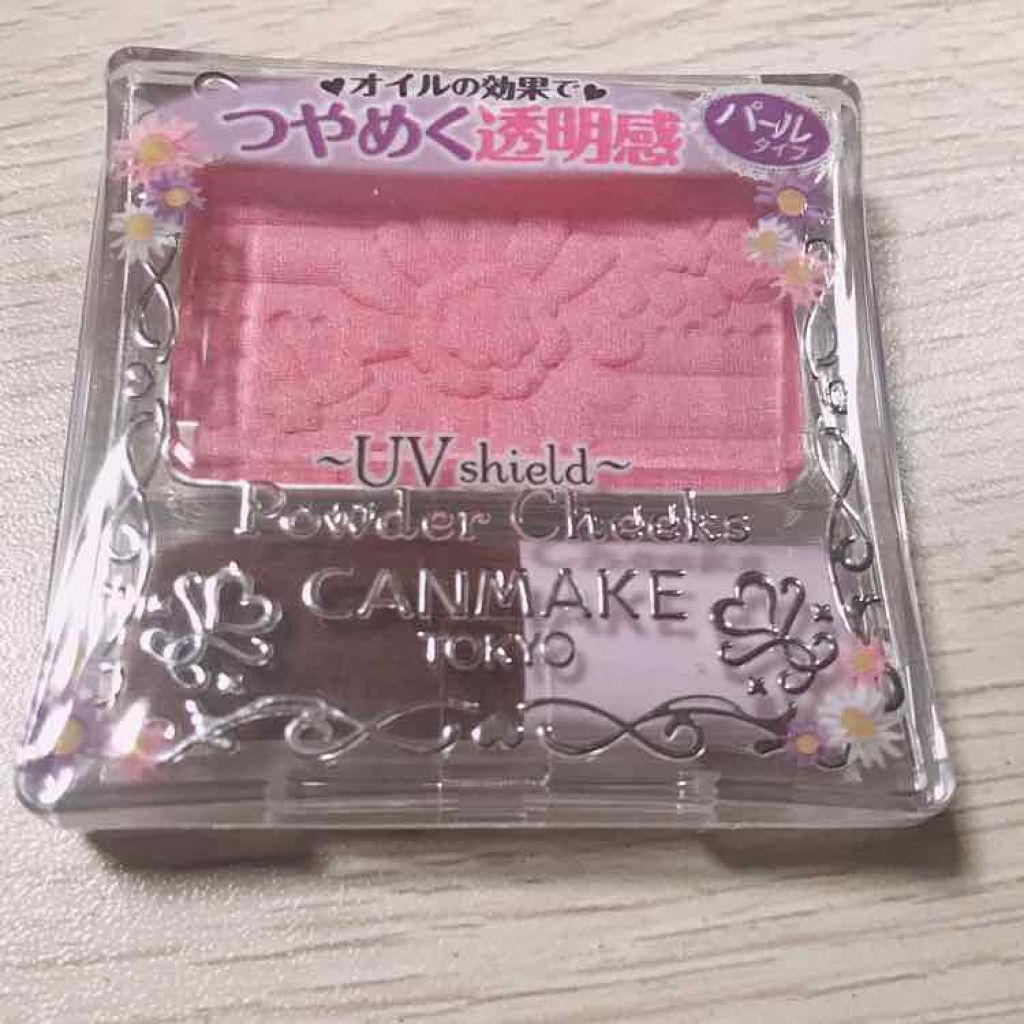 ♥オイルの効果で♥
つやめく透明感
パール
タイプ
~UV shield~
Powder Cheeks
CANMAKE
TOKYO